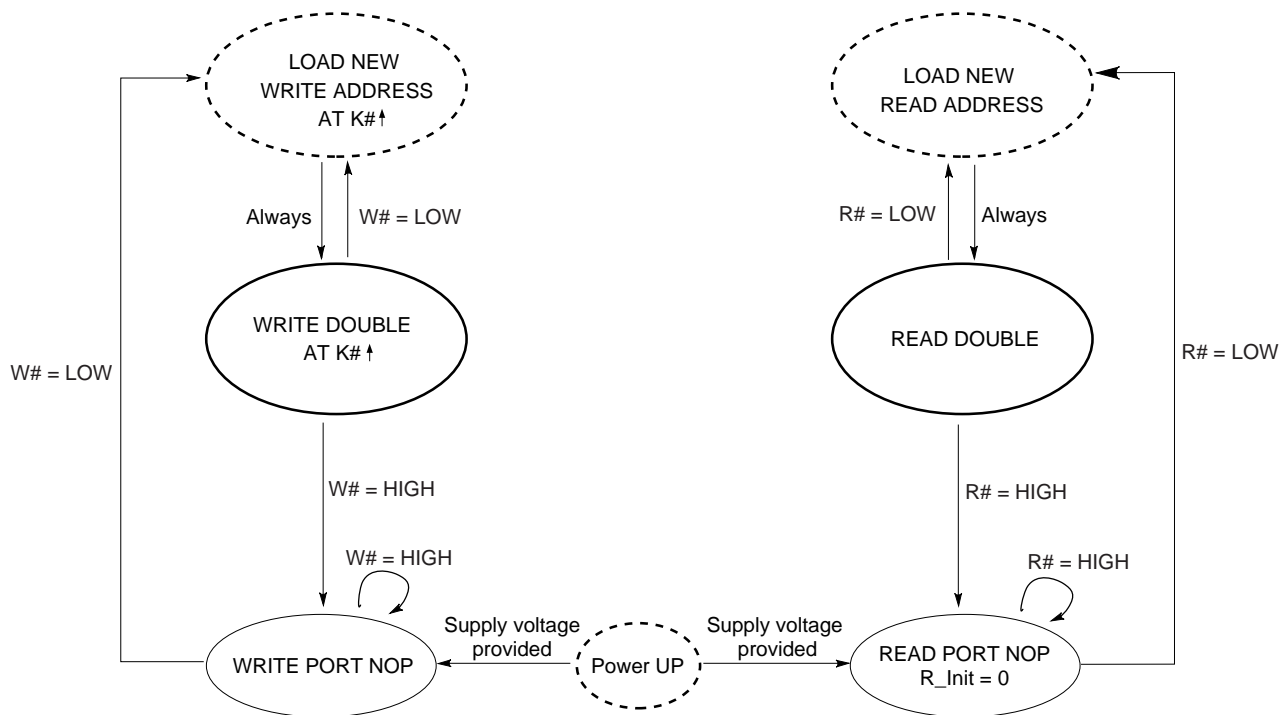 LOAD NEW
WRITE ADDRESS
AT K#↑
LOAD NEW
READ ADDRESS
Always
W# = LOW
R# = LOW
Always
WRITE DOUBLE
AT K#↑
READ DOUBLE
W# = LOW
R# = LOW
W# = HIGH
R# = HIGH
W# = HIGH
R# = HIGH
WRITE PORT NOP
Supply voltage
provided
Power UP
Supply voltage
provided
READ PORT NOP
R_Init = 0